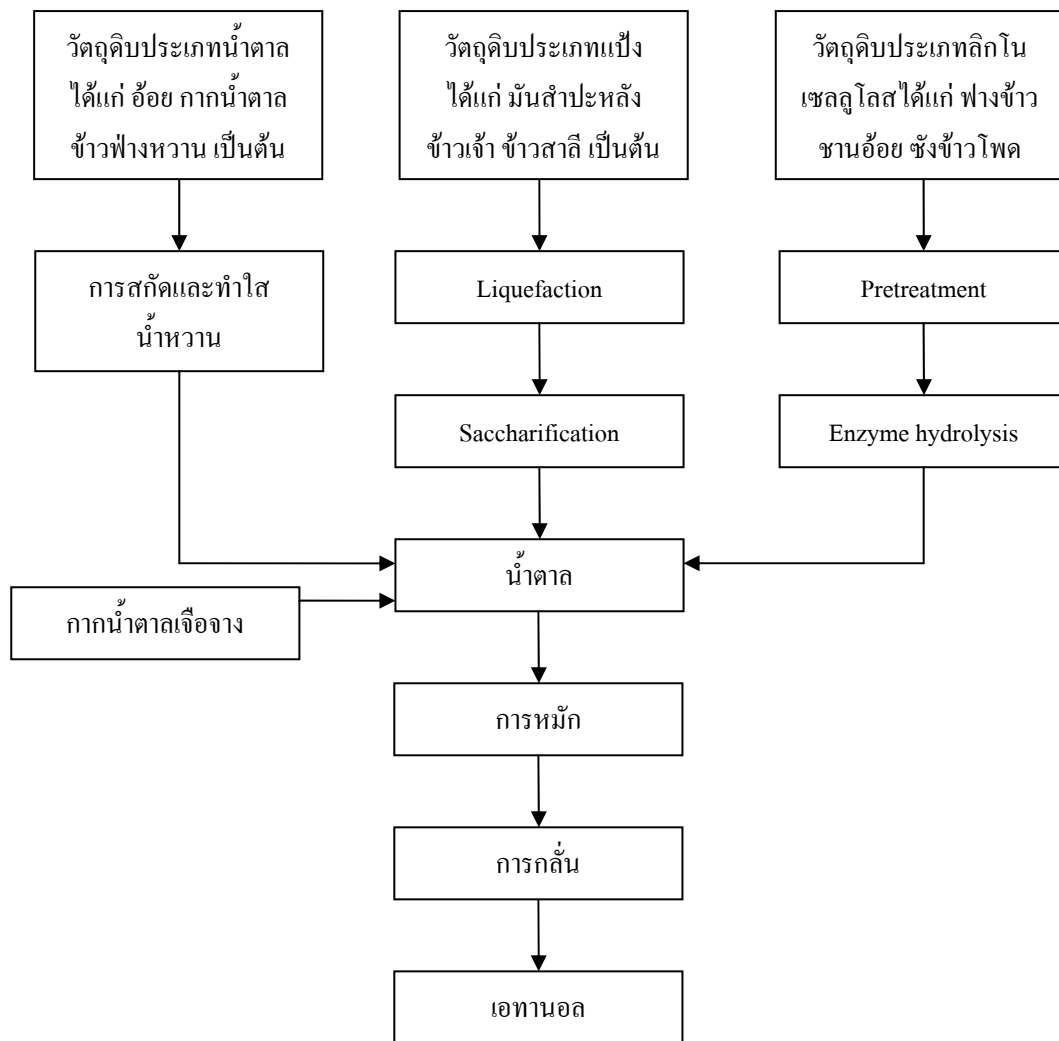 วัตถุดิบประเภทน้ำตาล
ได้แก่ อ้อย กากน้ำตาล
ข้าวฟ่างหวาน เป็นต้น
วัตถุดิบประเภทแป้ง
ได้แก่ มันสำปะหลัง
ข้าวเจ้า ข้าวสาลี เป็นต้น
วัตถุดิบประเภทลิกโน
เซลลูโลส ได้แก่ ฟางข้าว
ชานอ้อย ซังข้าวโพด
การสกัดและทำใส
น้ำหวาน
Liquefaction
Pretreatment
Saccharification
Enzyme hydrolysis
น้ำตาล
กากน้ำตาลเจือจาง
การหมัก
การกลั่น
เอทานอล